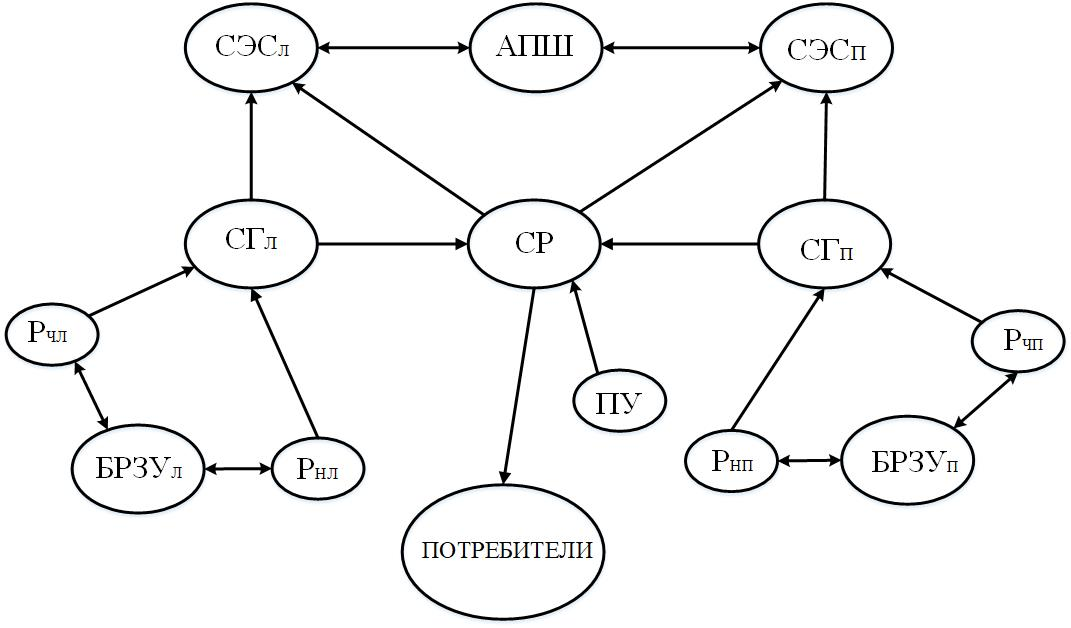 СЭСЛ
АПШ
СЭСП
СГЛ
СР
СГП
РЧЛ
РЧП
ПУ
БРЗУЛ
РНЛ
РНП
БРЗУП
ПОТРЕБИТЕЛИ